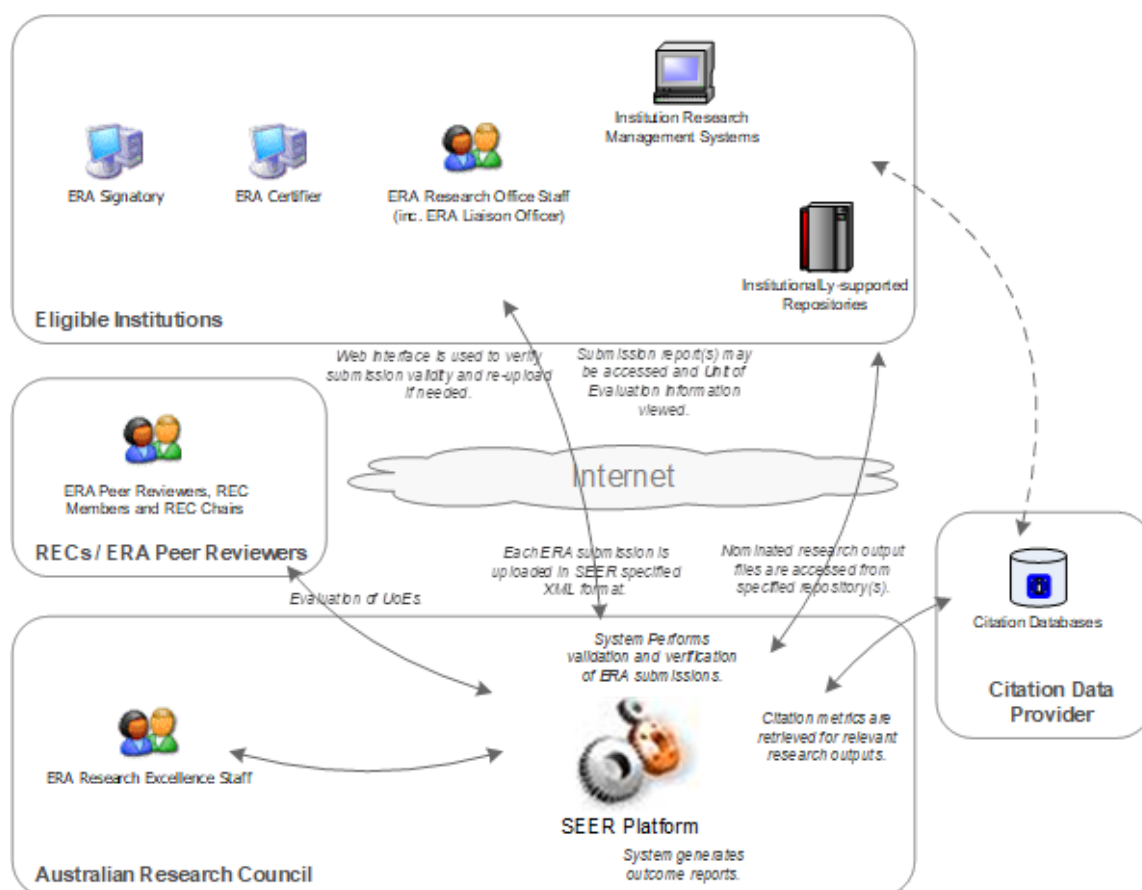 Institution Research
Management Systems
ERA Signatory
ERA Certifier
ERA Research Office Staff
(inc. ERA Liaison Officer)
InstitutionalLy-supported
Repositories
Eligible Institutions
Web Interface is used to verify
submission validity and re-upload
if needed.
Submission report(s) may
be accessed and Unit of
Evaluation Information
viewed.
ERA Peer Reviewers, REC
Members and REC Chairs
RECs / ERA Peer Reviewers
Internet
Evaluation of UoEs.
Each ERA submission is
uploaded in SEER specified
XML format.
Nominated research output
files are accessed from
specified repository(s).
Citation Databases
Citation Data
Provider
System Performs
validation and verification
of ERA submissions.
Citation metrics are
retrieved for relevant
research outputs.
ERA Research Excellence Staff
SEER Platform
System generates
outcome reports.
Australian Research Council